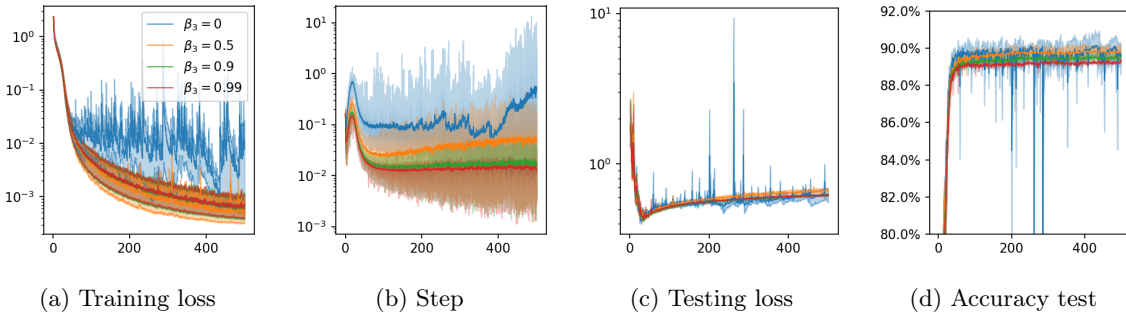 10^0
10^-1
10^-2
10^-3
0 200 400
β₃ = 0
β₃ = 0.5
β₃ = 0.9
β₃ = 0.99
(a) Training loss
10^1
10^0
10^-1
10^-2
10^-3
0 200 400
(b) Step
10^1
10^0
0 200 400
(c) Testing loss
92.0%
90.0%
88.0%
86.0%
84.0%
82.0%
80.0%
0 200 400
(d) Accuracy test